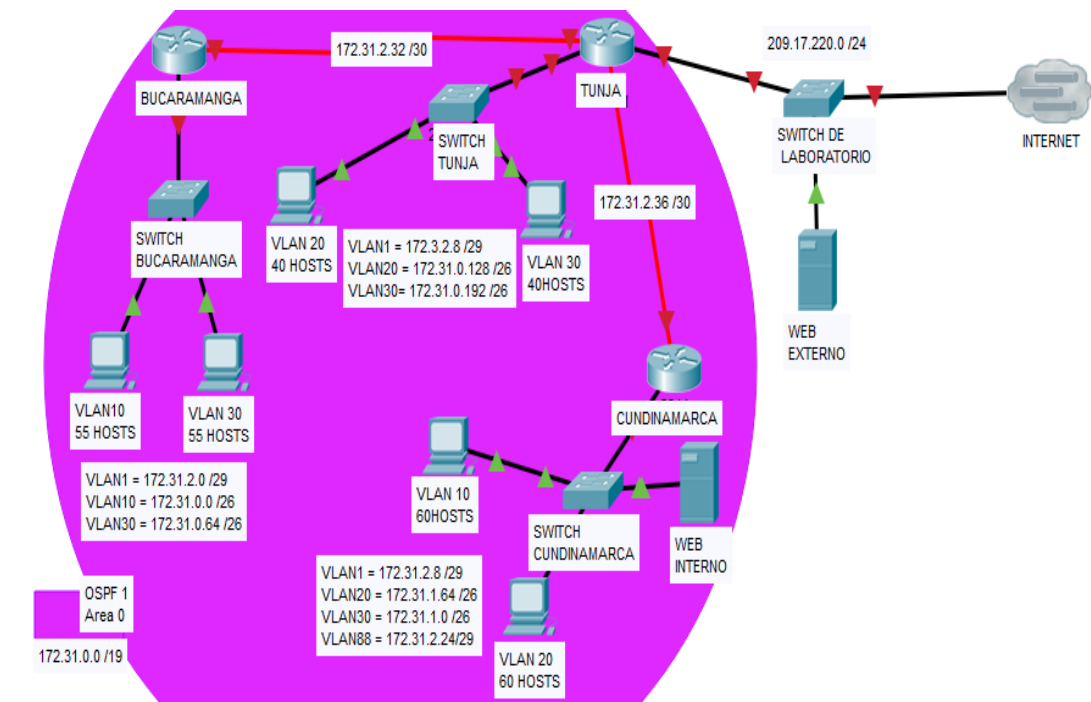 172.31.2.32 /30
209.17.220.0 /24
BUCARAMANGA
TUNJA
INTERNET
SWITCH
TUNJA
SWITCH DE
LABORATORIO
172.31.2.36 /30
SWITCH
BUCARAMANGA
VLAN 20
40 HOSTS
VLAN1 = 172.3.2.8 /29
VLAN20 = 172.31.0.128 /26
VLAN30= 172.31.0.192 /26
VLAN 30
40HOSTS
WEB
EXTERNO
VLAN10
55 HOSTS
VLAN 30
55 HOSTS
CUNDINAMARCA
VLAN1 = 172.31.2.0 /29
VLAN10 = 172.31.0.0 /26
VLAN30 = 172.31.0.64 /26
VLAN 10
60HOSTS
SWITCH
CUNDINAMARCA
WEB
INTERNO
VLAN1 = 172.31.2.8 /29
VLAN20 = 172.31.1.64 /26
VLAN30 = 172.31.1.0 /26
VLAN88 = 172.31.2.24/29
OSPF 1
Area 0
172.31.0.0 /19
VLAN 20
60 HOSTS